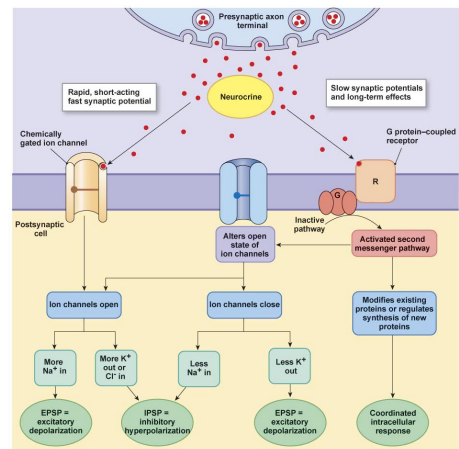 Presynaptic axon
terminal
Rapid, short-acting
fast synaptic potential
Neurocrine
Slow synaptic potentials
and long-term effects
Chemically
gated ion channel
G protein–coupled
receptor
R
G
Inactive
pathway
Postsynaptic
cell
Alters open
state of
ion channels
Activated second
messenger pathway
Ion channels open
Ion channels close
Modifies existing
proteins or regulates
synthesis of new
proteins
More
Na+ in
More K+
out or
Cl- in
Less
Na+ in
Less K+
out
EPSP =
excitatory
depolarization
IPSP =
inhibitory
hyperpolarization
EPSP =
excitatory
depolarization
Coordinated
intracellular
response